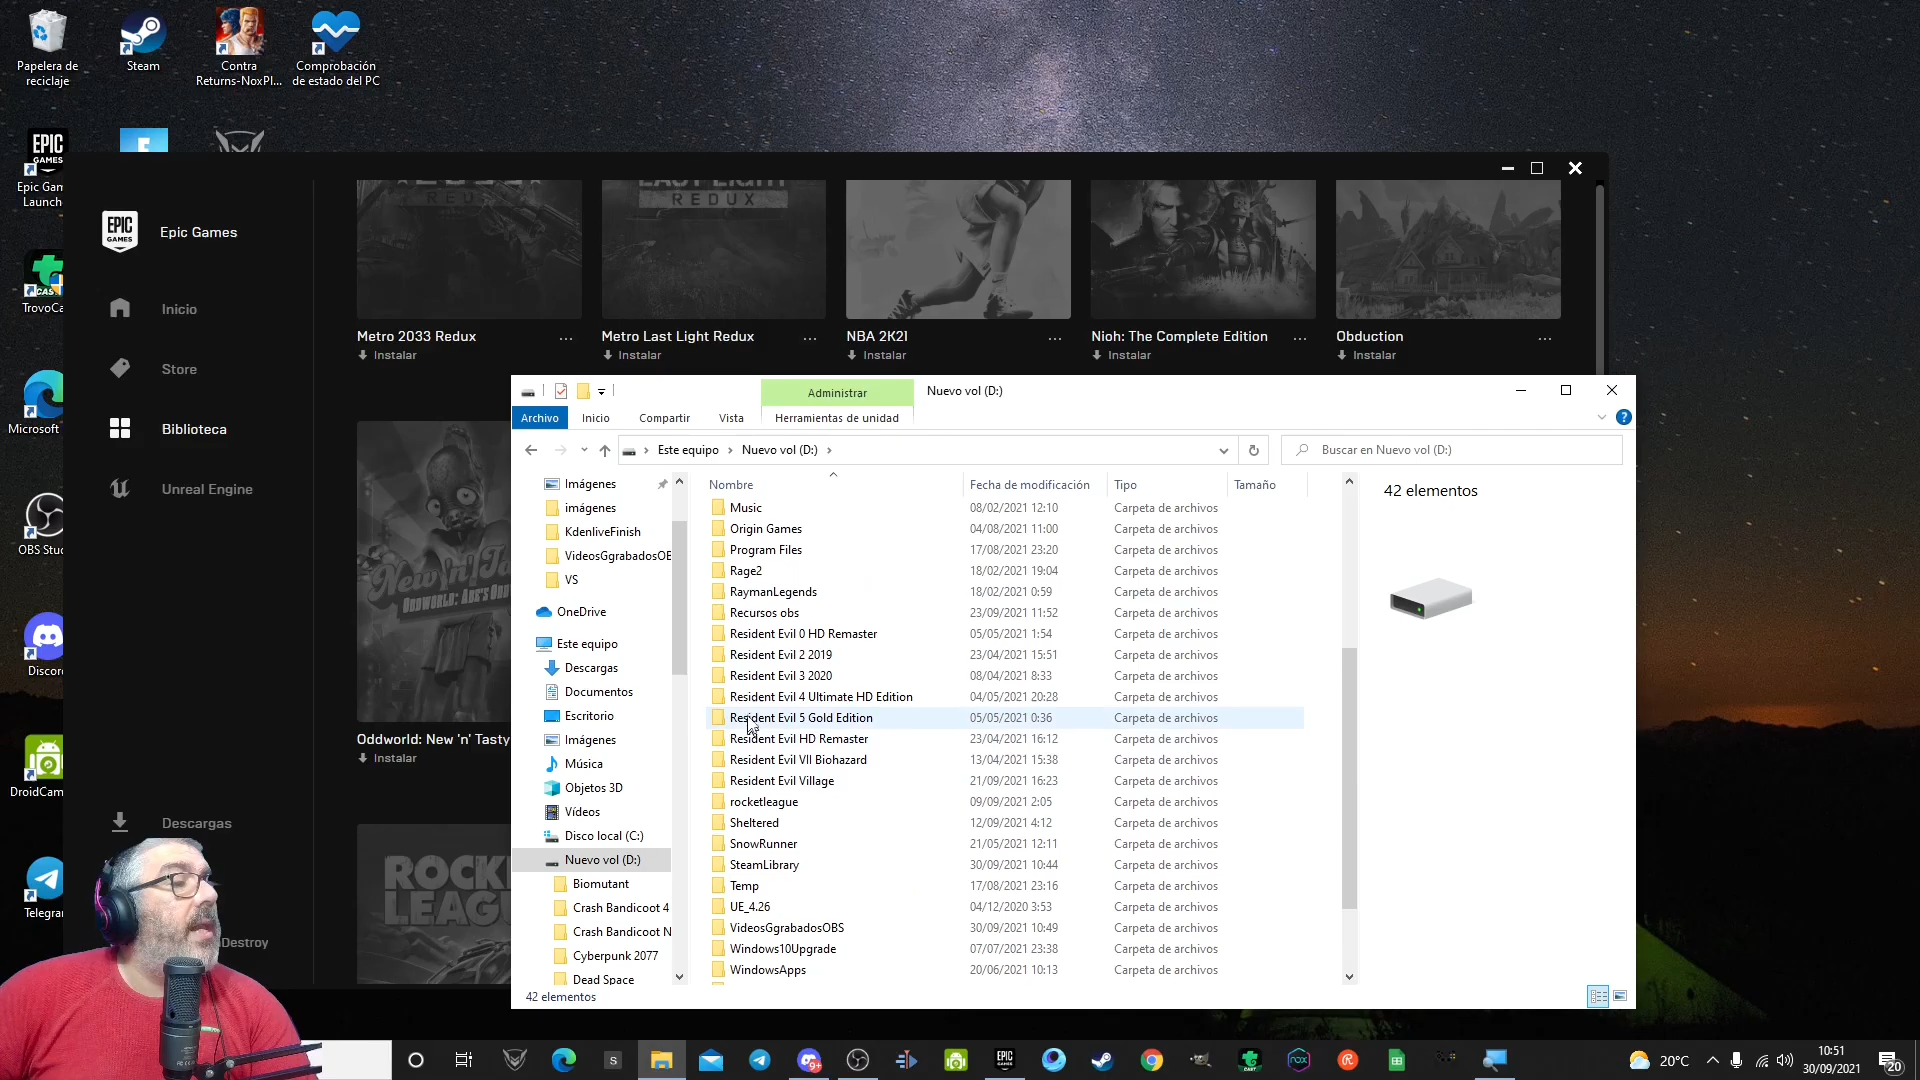 Papelera de
reciclaje
Steam
Contra
Returns-NoxPl...
Comprobación
de estado del PC
EPIC
GAMES
Epic Gam
Launch
TrovoCa
Microsoft
OBS Stu
Discor
DroidCam
Telegra
EPIC
GAMES
Epic Games
Inicio
Store
Biblioteca
Unreal Engine
Descargas
Destroy
LAST LIGHT
REDUX
Metro 2033 Redux
...
Instalar
Metro Last Light Redux
...
Instalar
NBA 2K21
...
Instalar
Nioh: The Complete Edition
...
Instalar
Obduction
...
Instalar
New 'n' Tasty
Oddworld: New 'n' Tasty
Instalar
Administrar
Nuevo vol (D:)
Archivo
Inicio
Compartir
Vista
Herramientas de unidad
Este equipo
Nuevo vol (D:)
Buscar en Nuevo vol (D:)
Imágenes
imágenes
KdenliveFinish
VideosGgrabadosOE
VS
OneDrive
Este equipo
Descargas
Documentos
Escritorio
Imágenes
Música
Objetos 3D
Vídeos
Disco local (C:)
Nuevo vol (D:)
Biomutant
Crash Bandicoot 4
Crash Bandicoot N
Cyberpunk 2077
Dead Space
Nombre Fecha de modificación Tipo Tamaño
Music 08/02/2021 12:10 Carpeta de archivos
Origin Games 04/08/2021 11:00 Carpeta de archivos
Program Files 17/08/2021 23:20 Carpeta de archivos
Rage2 18/02/2021 19:04 Carpeta de archivos
RaymanLegends 18/02/2021 0:59 Carpeta de archivos
Recursos obs 23/09/2021 11:52 Carpeta de archivos
Resident Evil 0 HD Remaster 05/05/2021 1:54 Carpeta de archivos
Resident Evil 2 2019 23/04/2021 15:51 Carpeta de archivos
Resident Evil 3 2020 08/04/2021 8:33 Carpeta de archivos
Resident Evil 4 Ultimate HD Edition 04/05/2021 20:28 Carpeta de archivos
Resident Evil 5 Gold Edition 05/05/2021 0:36 Carpeta de archivos
Resident Evil HD Remaster 23/04/2021 16:12 Carpeta de archivos
Resident Evil VII Biohazard 13/04/2021 15:38 Carpeta de archivos
Resident Evil Village 21/09/2021 16:23 Carpeta de archivos
rocketleague 09/09/2021 2:05 Carpeta de archivos
Sheltered 12/09/2021 4:12 Carpeta de archivos
SnowRunner 21/05/2021 12:11 Carpeta de archivos
SteamLibrary 30/09/2021 10:44 Carpeta de archivos
Temp 17/08/2021 23:16 Carpeta de archivos
UE_4.26 04/12/2020 3:53 Carpeta de archivos
VideosGgrabadosOBS 30/09/2021 10:49 Carpeta de archivos
Windows10Upgrade 07/07/2021 23:38 Carpeta de archivos
WindowsApps 20/06/2021 10:13 Carpeta de archivos
42 elementos
42 elementos
20°C
10:51
30/09/2021
20